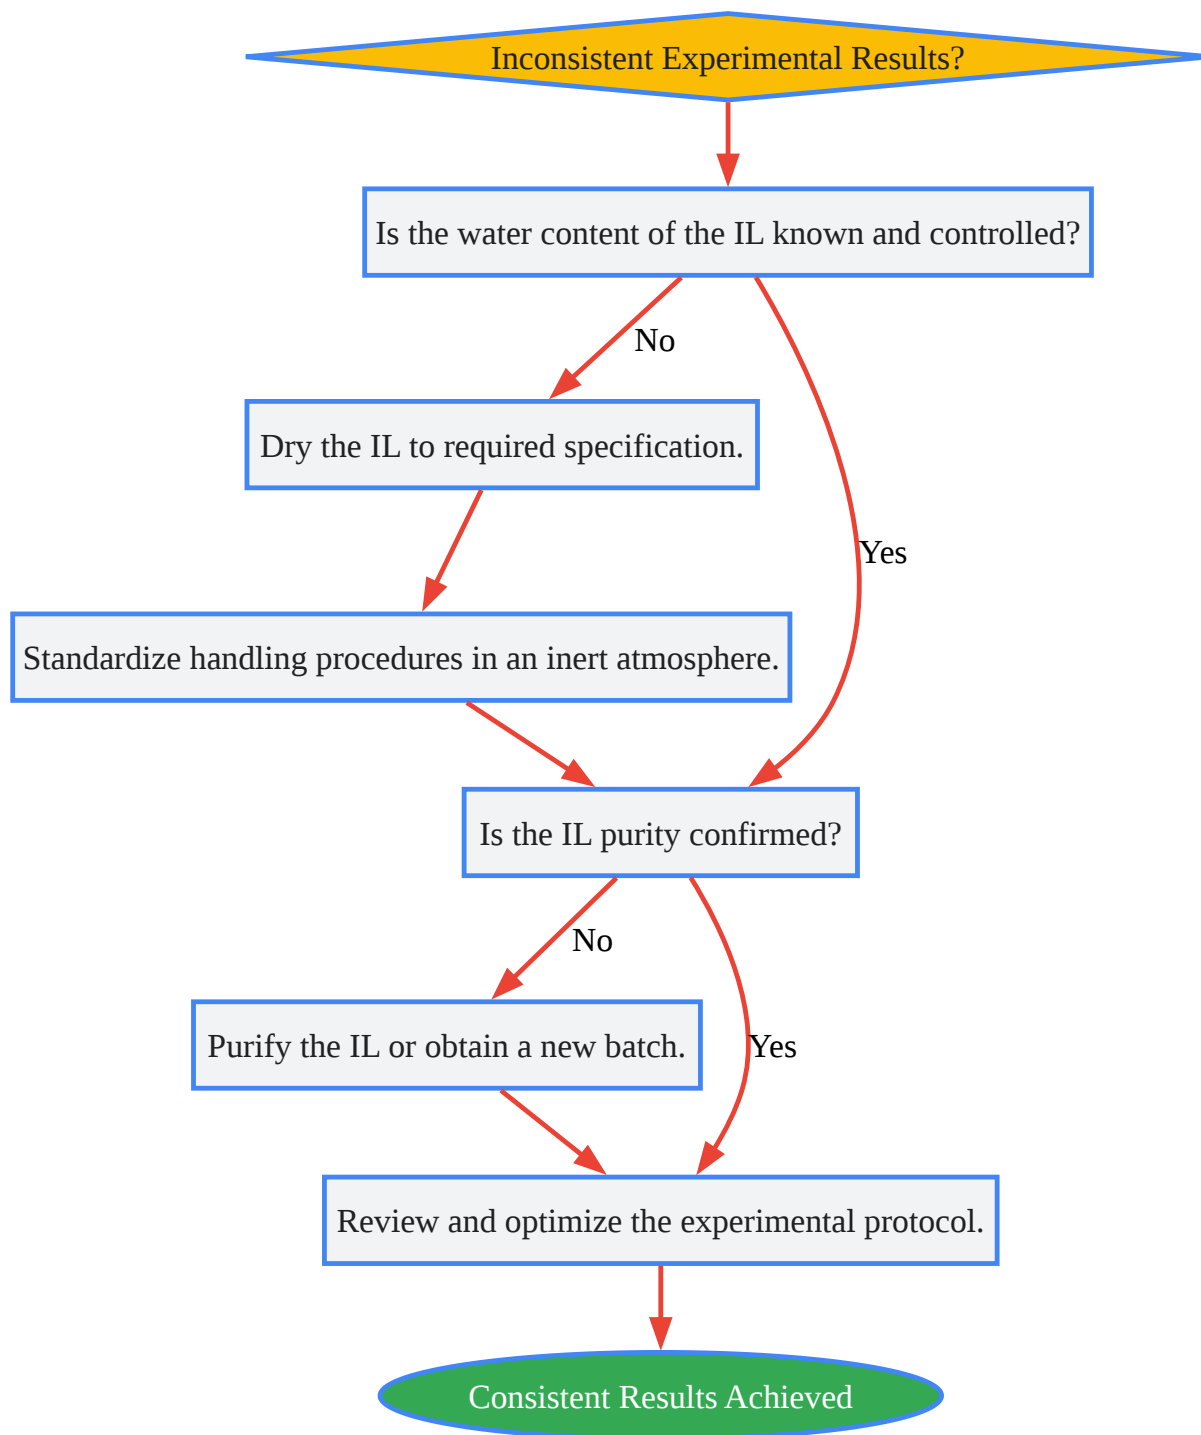 Inconsistent Experimental Results?
Is the water content of the IL known and controlled?
No
Dry the IL to required specification.
Yes
Standardize handling procedures in an inert atmosphere.
Is the IL purity confirmed?
No
Purify the IL or obtain a new batch.
Yes
Review and optimize the experimental protocol.
Consistent Results Achieved